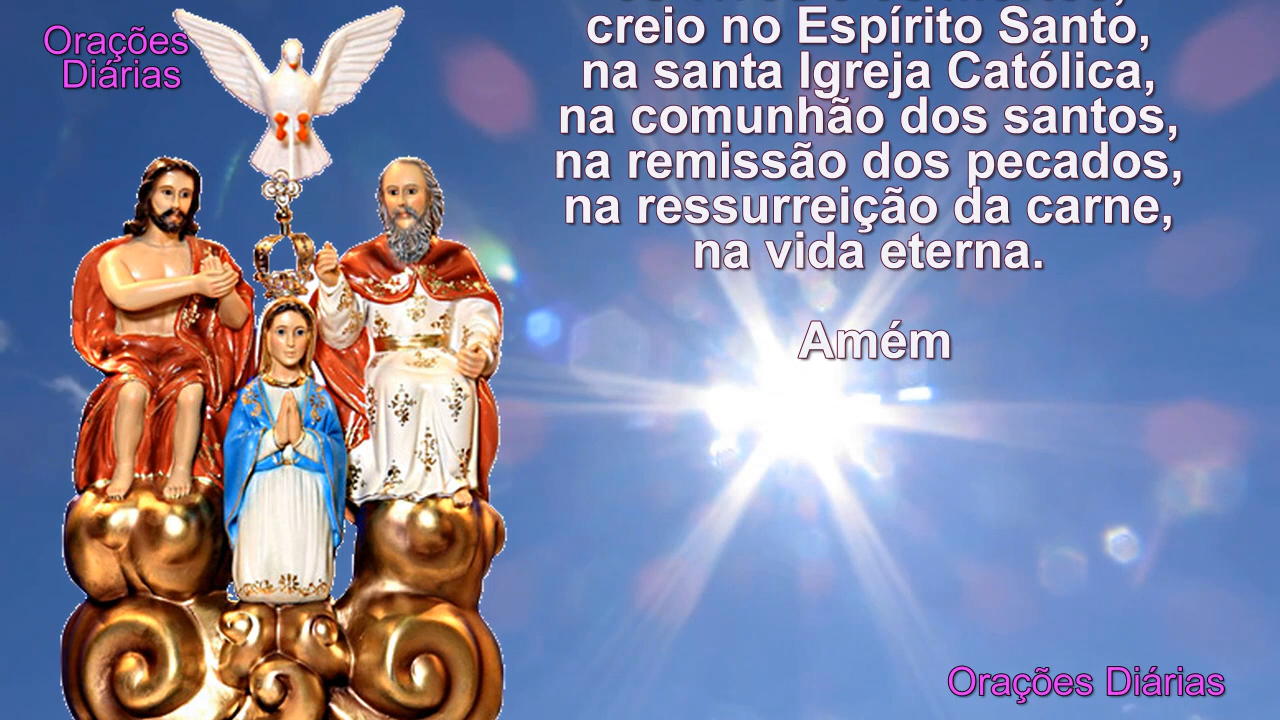 Orações
Diárias
creio no Espírito Santo,
na santa Igreja Católica,
na comunhão dos santos,
na remissão dos pecados,
na ressurreição da carne,
na vida eterna.
Amém
Orações Diárias